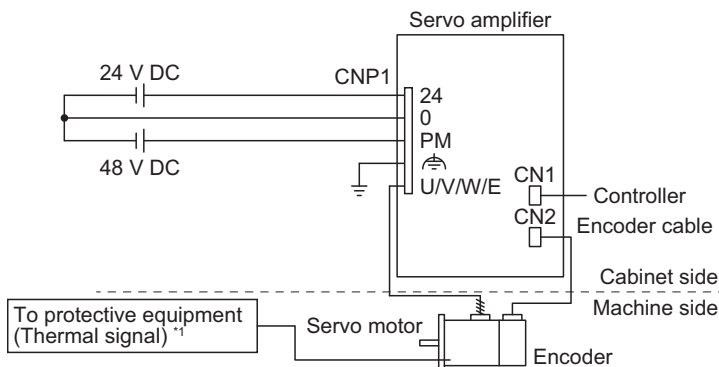 Servo amplifier
24 V DC
CNP1
24
0
PM
48 V DC
U/V/W/E
CN1
Controller
CN2
Encoder cable
Cabinet side
Machine side
To protective equipment
(Thermal signal) *1
Servo motor
Encoder